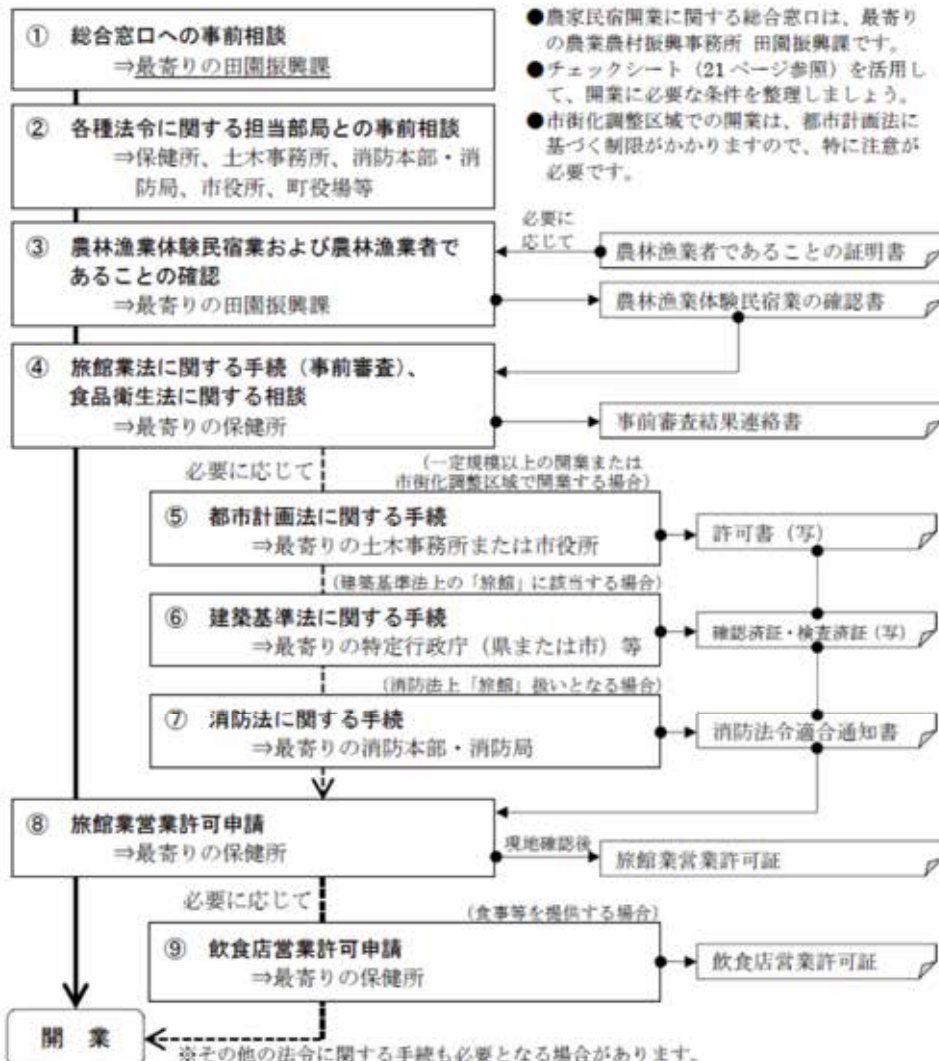 ① 総合窓口への事前相談
⇒最寄りの田園振興課
●農家民宿開業に関する総合窓口は、最寄り
の農業農村振興事務所 田園振興課です。
●チェックシート（21 ページ参照）を活用し
て、開業に必要な条件を整理しましょう。
●市街化調整区域での開業は、都市計画法に
基づく制限がかかりますので、特に注意が
必要です。
② 各種法令に関する担当部局との事前相談
⇒保健所、土木事務所、消防本部・消
防局、市役所、町役場等
③ 農林漁業体験民宿業および農林漁業者で
あることの確認
⇒最寄りの田園振興課
必要に
応じて
農林漁業者であることの証明書
農林漁業体験民宿業の確認書
④ 旅館業法に関する手続（事前審査）、
食品衛生法に関する相談
⇒最寄りの保健所
事前審査結果連絡書
必要に応じて
（一定規模以上の開業または
市街化調整区域で開業する場合）
⑤ 都市計画法に関する手続
⇒最寄りの土木事務所または市役所
許可書（写）
（建築基準法上の「旅館」に該当する場合）
⑥ 建築基準法に関する手続
⇒最寄りの特定行政庁（県または市）等
確認済証・検査済証（写）
（消防法上「旅館」扱いとなる場合）
⑦ 消防法に関する手続
⇒最寄りの消防本部・消防局
消防法令適合通知書
⑧ 旅館業営業許可申請
⇒最寄りの保健所
現地確認後
旅館業営業許可証
必要に応じて
（食事等を提供する場合）
⑨ 飲食店営業許可申請
⇒最寄りの保健所
飲食店営業許可証
開 業
※その他の法令に関する手続も必要となる場合があります。